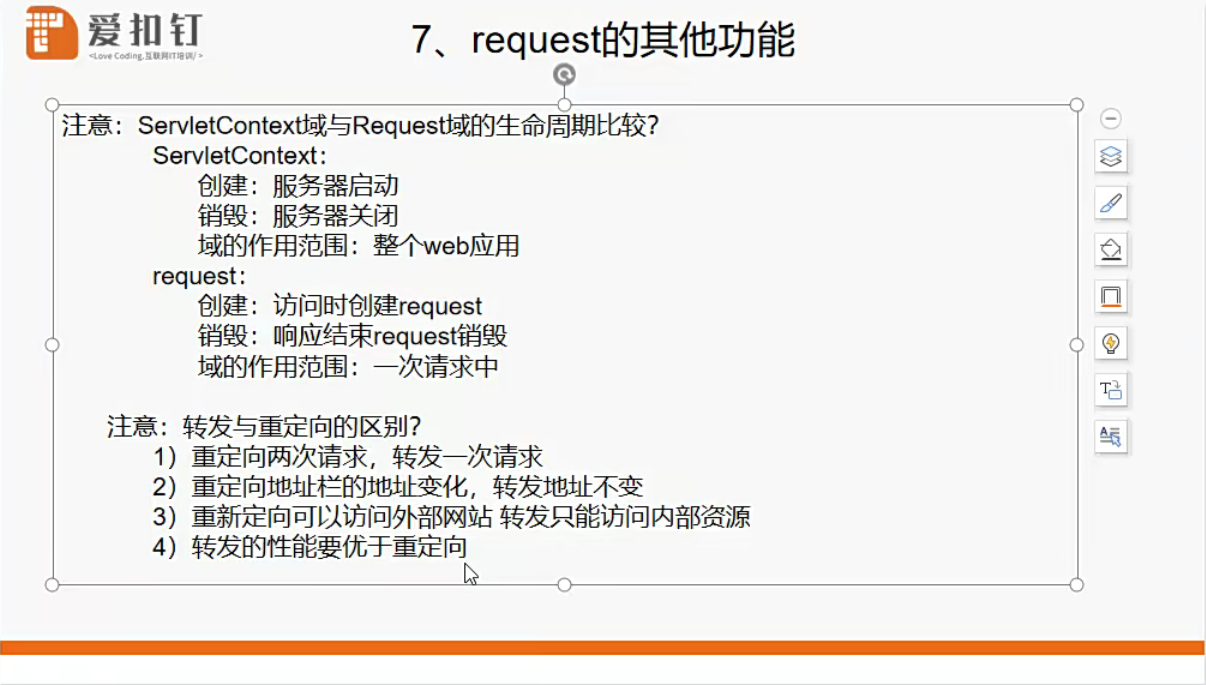 爱扣钉
<Love Coding,互联网IT培训/>
7、request的其他功能
注意：ServletContext域与Request域的生命周期比较？
ServletContext：
创建：服务器启动
销毁：服务器关闭
域的作用范围：整个web应用
request：
创建：访问时创建request
销毁：响应结束request销毁
域的作用范围：一次请求中
注意：转发与重定向的区别？
1）重定向两次请求，转发一次请求
2）重定向地址栏的地址变化，转发地址不变
3）重新定向可以访问外部网站 转发只能访问内部资源
4）转发的性能要优于重定向